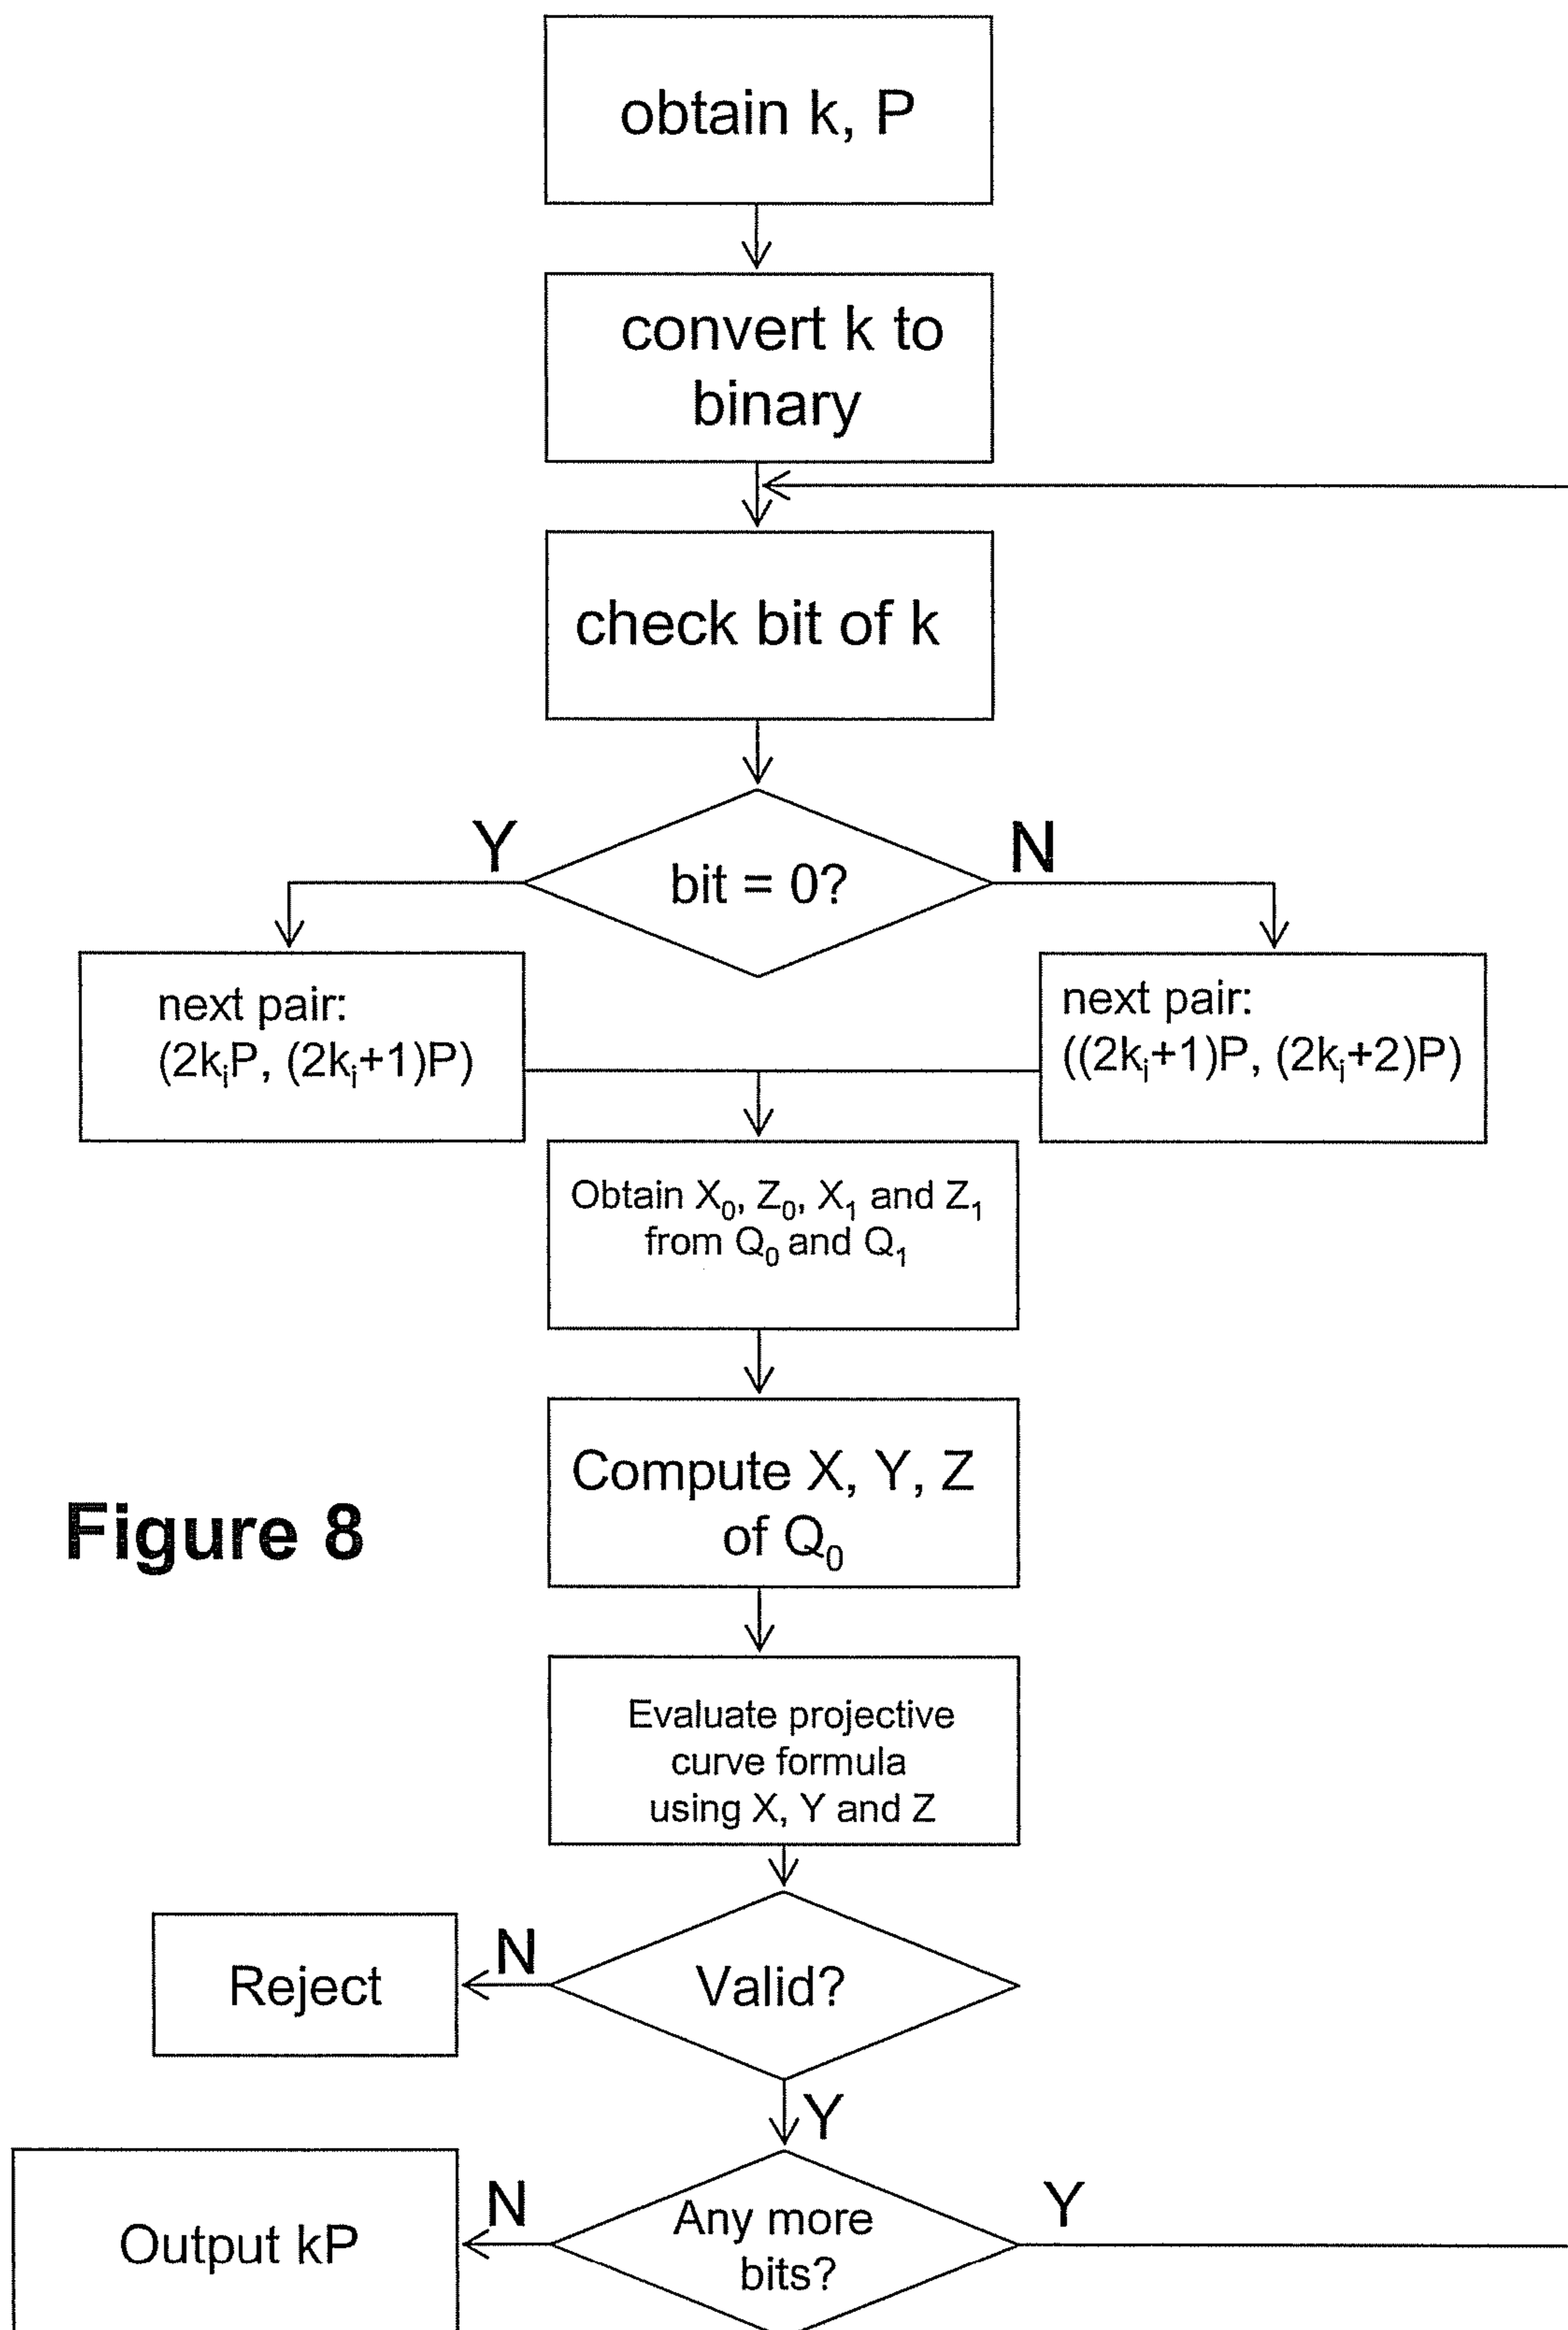 obtain k, P
convert k to
binary
check bit of k
Y
N
bit = 0?
next pair:
(2kᵢP, (2kᵢ+1)P)
next pair:
((2kᵢ+1)P, (2kᵢ+2)P)
Obtain X₀, Z₀, X₁ and Z₁
from Q₀ and Q₁
Compute X, Y, Z
of Q₀
Figure 8
Evaluate projective
curve formula
using X, Y and Z
Reject
N
Valid?
Y
Output kP
N
Any more
bits?
Y